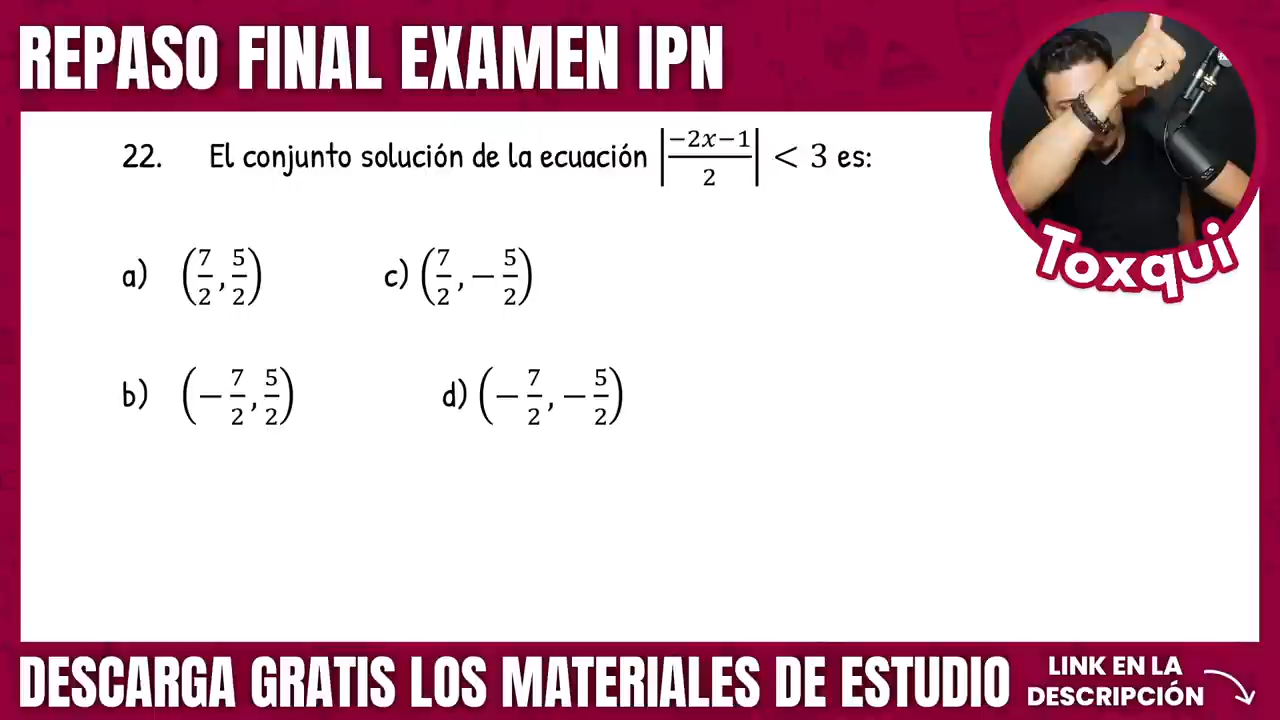 REPASO FINAL EXAMEN IPN
22. El conjunto solución de la ecuación |(-2x-1)/2| < 3 es:
a) (7/2, 5/2) c) (7/2, -5/2)
b) (-7/2, 5/2) d) (-7/2, -5/2)
Toxqui
DESCARGA GRATIS LOS MATERIALES DE ESTUDIO
LINK EN LA
DESCRIPCIÓN